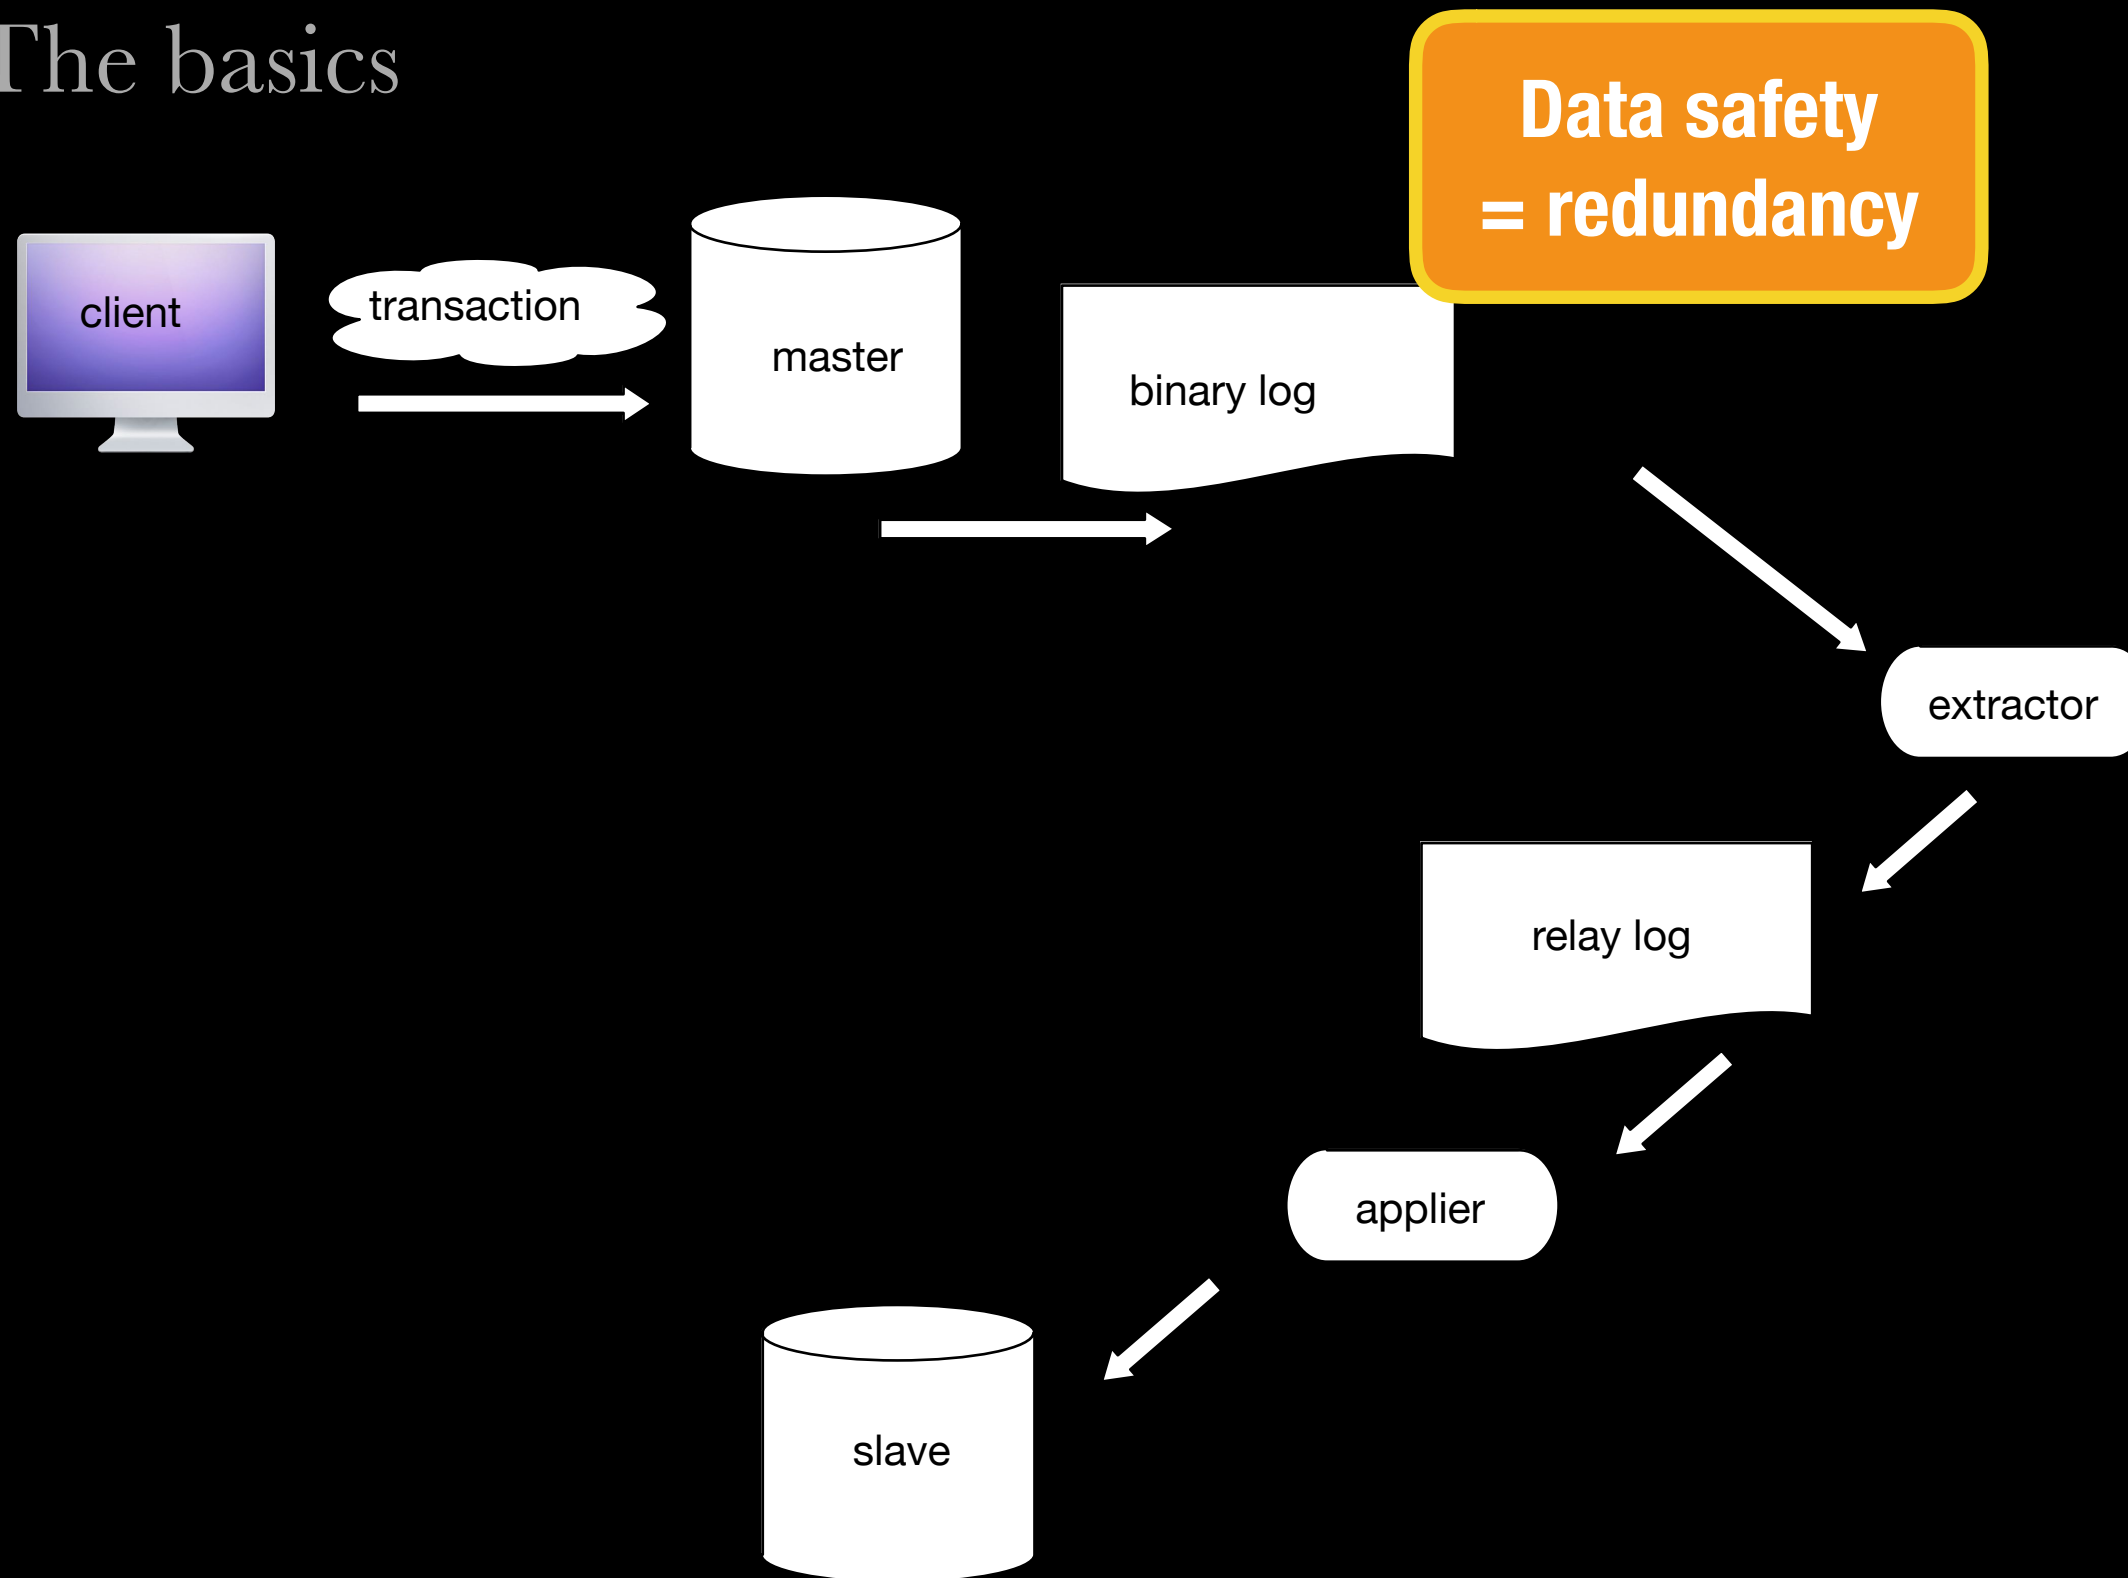 The basics
Data safety
= redundancy
client
transaction
master
binary log
extractor
relay log
applier
slave